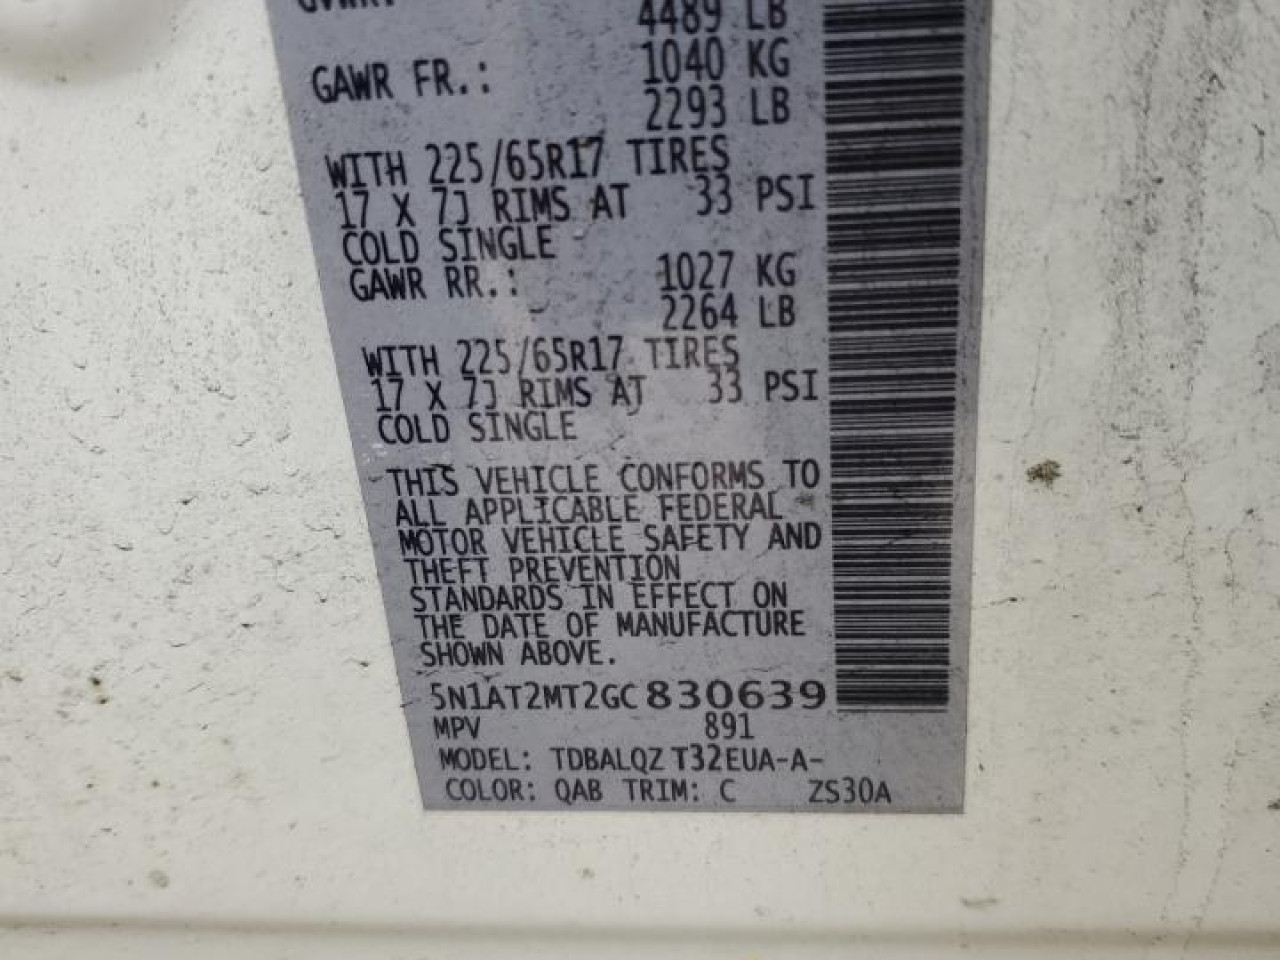 GVWR:
4489 LB
GAWR FR.: 1040 KG
2293 LB
WITH 225/65R17 TIRES
17 X 7J RIMS AT 33 PSI
COLD SINGLE
GAWR RR.: 1027 KG
2264 LB
WITH 225/65R17 TIRES
17 X 7J RIMS AT 33 PSI
COLD SINGLE
THIS VEHICLE CONFORMS TO
ALL APPLICABLE FEDERAL
MOTOR VEHICLE SAFETY AND
THEFT PREVENTION
STANDARDS IN EFFECT ON
THE DATE OF MANUFACTURE
SHOWN ABOVE.
5N1AT2MT2GC830639
MPV 891
MODEL: TDBALQZ T32EUA-A-
COLOR: QAB TRIM: C ZS30A